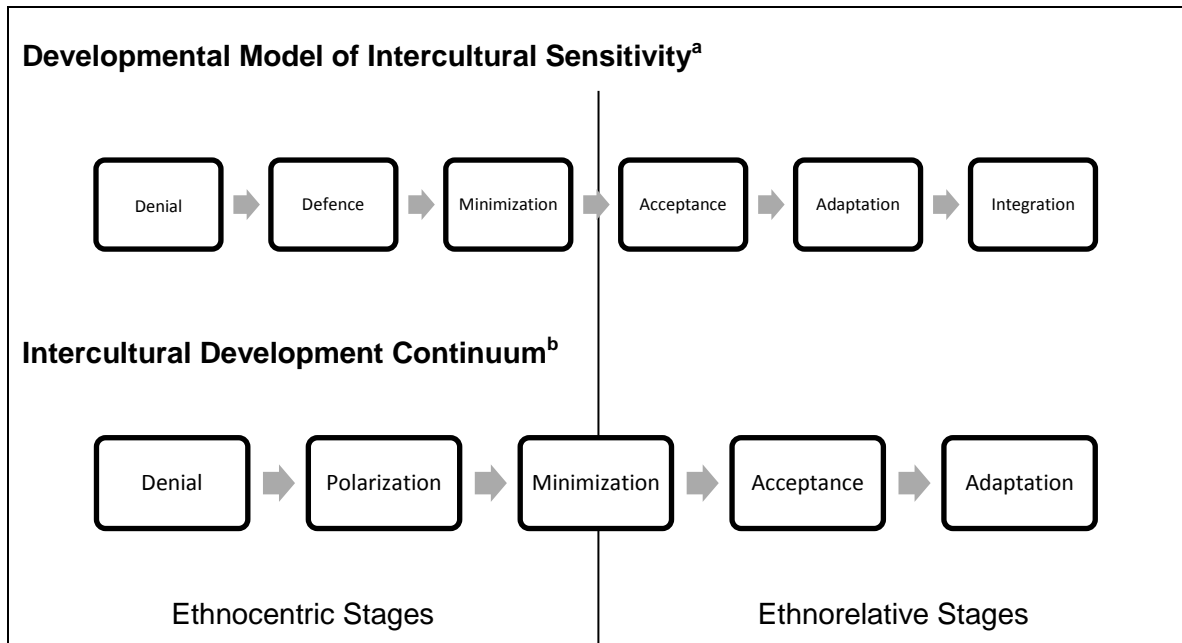 Developmental Model of Intercultural Sensitivityᵃ
Denial
Defence
Minimization
Acceptance
Adaptation
Integration
Intercultural Development Continuumᵇ
Denial
Polarization
Minimization
Acceptance
Adaptation
Ethnocentric Stages
Ethnorelative Stages